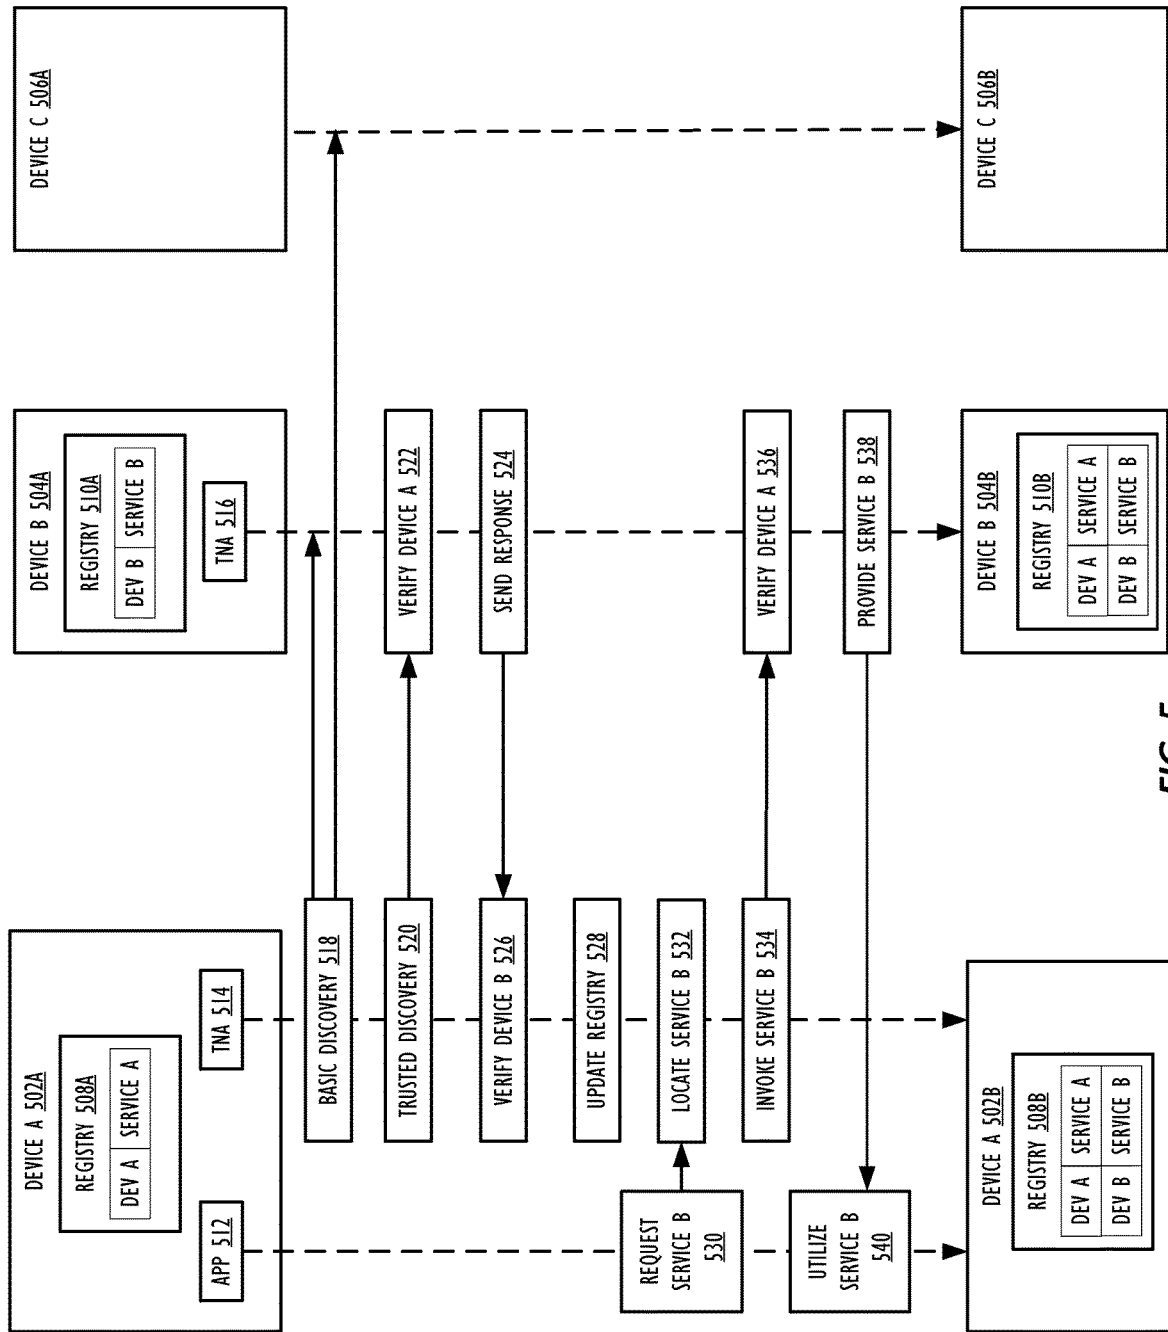 DEVICE A 502A
REGISTRY 508A
DEV A SERVICE A
APP 512
TNA 514
DEVICE B 504A
REGISTRY 510A
DEV B SERVICE B
TNA 516
DEVICE C 506A
BASIC DISCOVERY 518
TRUSTED DISCOVERY 520
VERIFY DEVICE A 522
SEND RESPONSE 524
VERIFY DEVICE B 526
UPDATE REGISTRY 528
REQUEST
SERVICE B
530
LOCATE SERVICE B 532
INVOKE SERVICE B 534
VERIFY DEVICE A 536
PROVIDE SERVICE B 538
UTILIZE
SERVICE B
540
DEVICE A 502B
REGISTRY 508B
DEV A SERVICE A
DEV B SERVICE B
DEVICE B 504B
REGISTRY 510B
DEV A SERVICE A
DEV B SERVICE B
DEVICE C 506B
FIG. 5